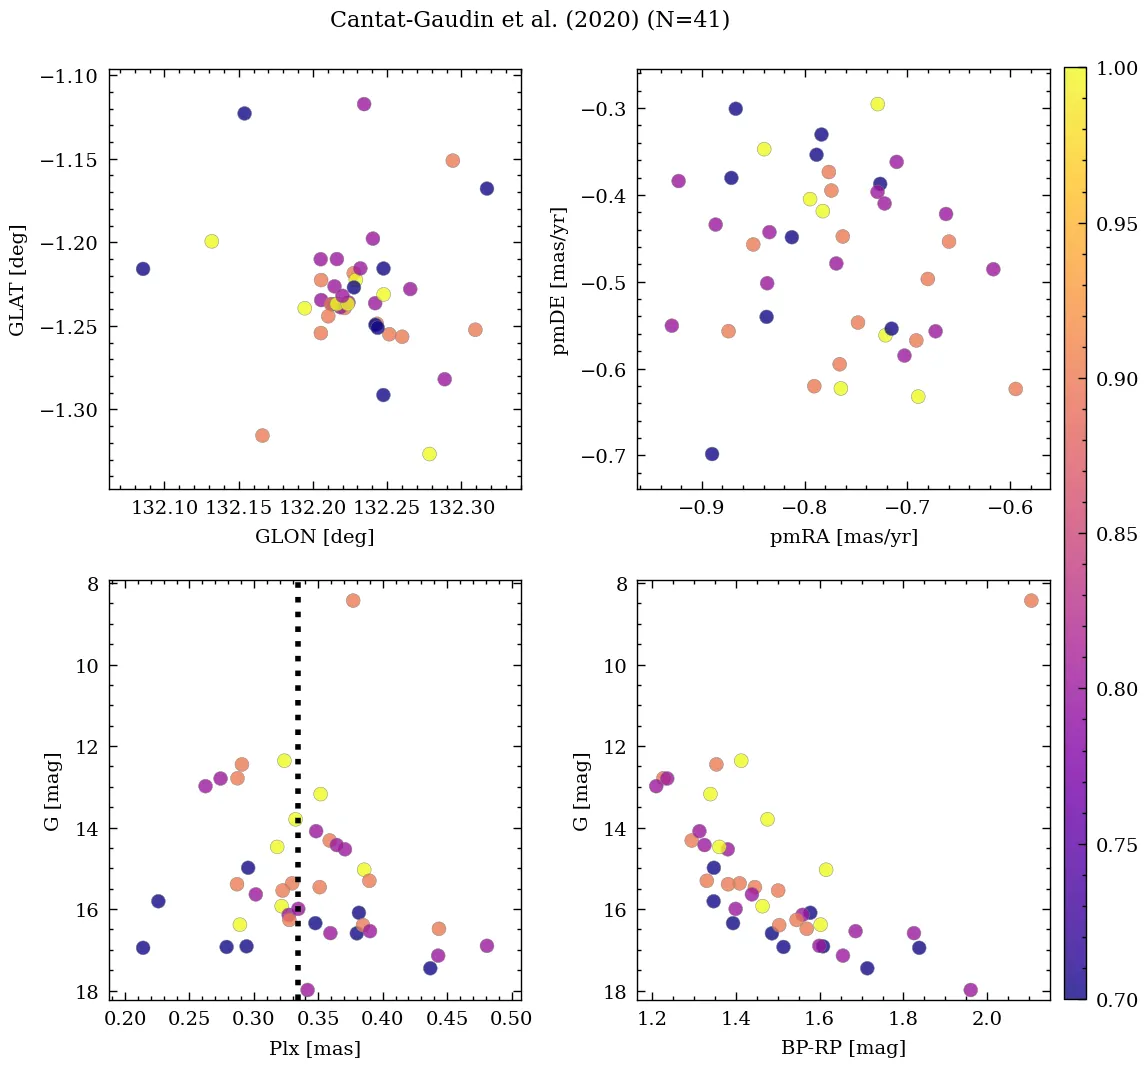 Cantat-Gaudin et al. (2020) (N=41)
−1.10
−1.15
−1.20
−1.25
−1.30
GLAT [deg]
132.10 132.15 132.20 132.25 132.30
GLON [deg]
−0.3
−0.4
−0.5
−0.6
−0.7
pmDE [mas/yr]
−0.9 −0.8 −0.7 −0.6
pmRA [mas/yr]
8
10
12
14
16
18
G [mag]
0.20 0.25 0.30 0.35 0.40 0.45 0.50
Plx [mas]
8
10
12
14
16
18
G [mag]
1.2 1.4 1.6 1.8 2.0
BP-RP [mag]
1.00
0.95
0.90
0.85
0.80
0.75
0.70